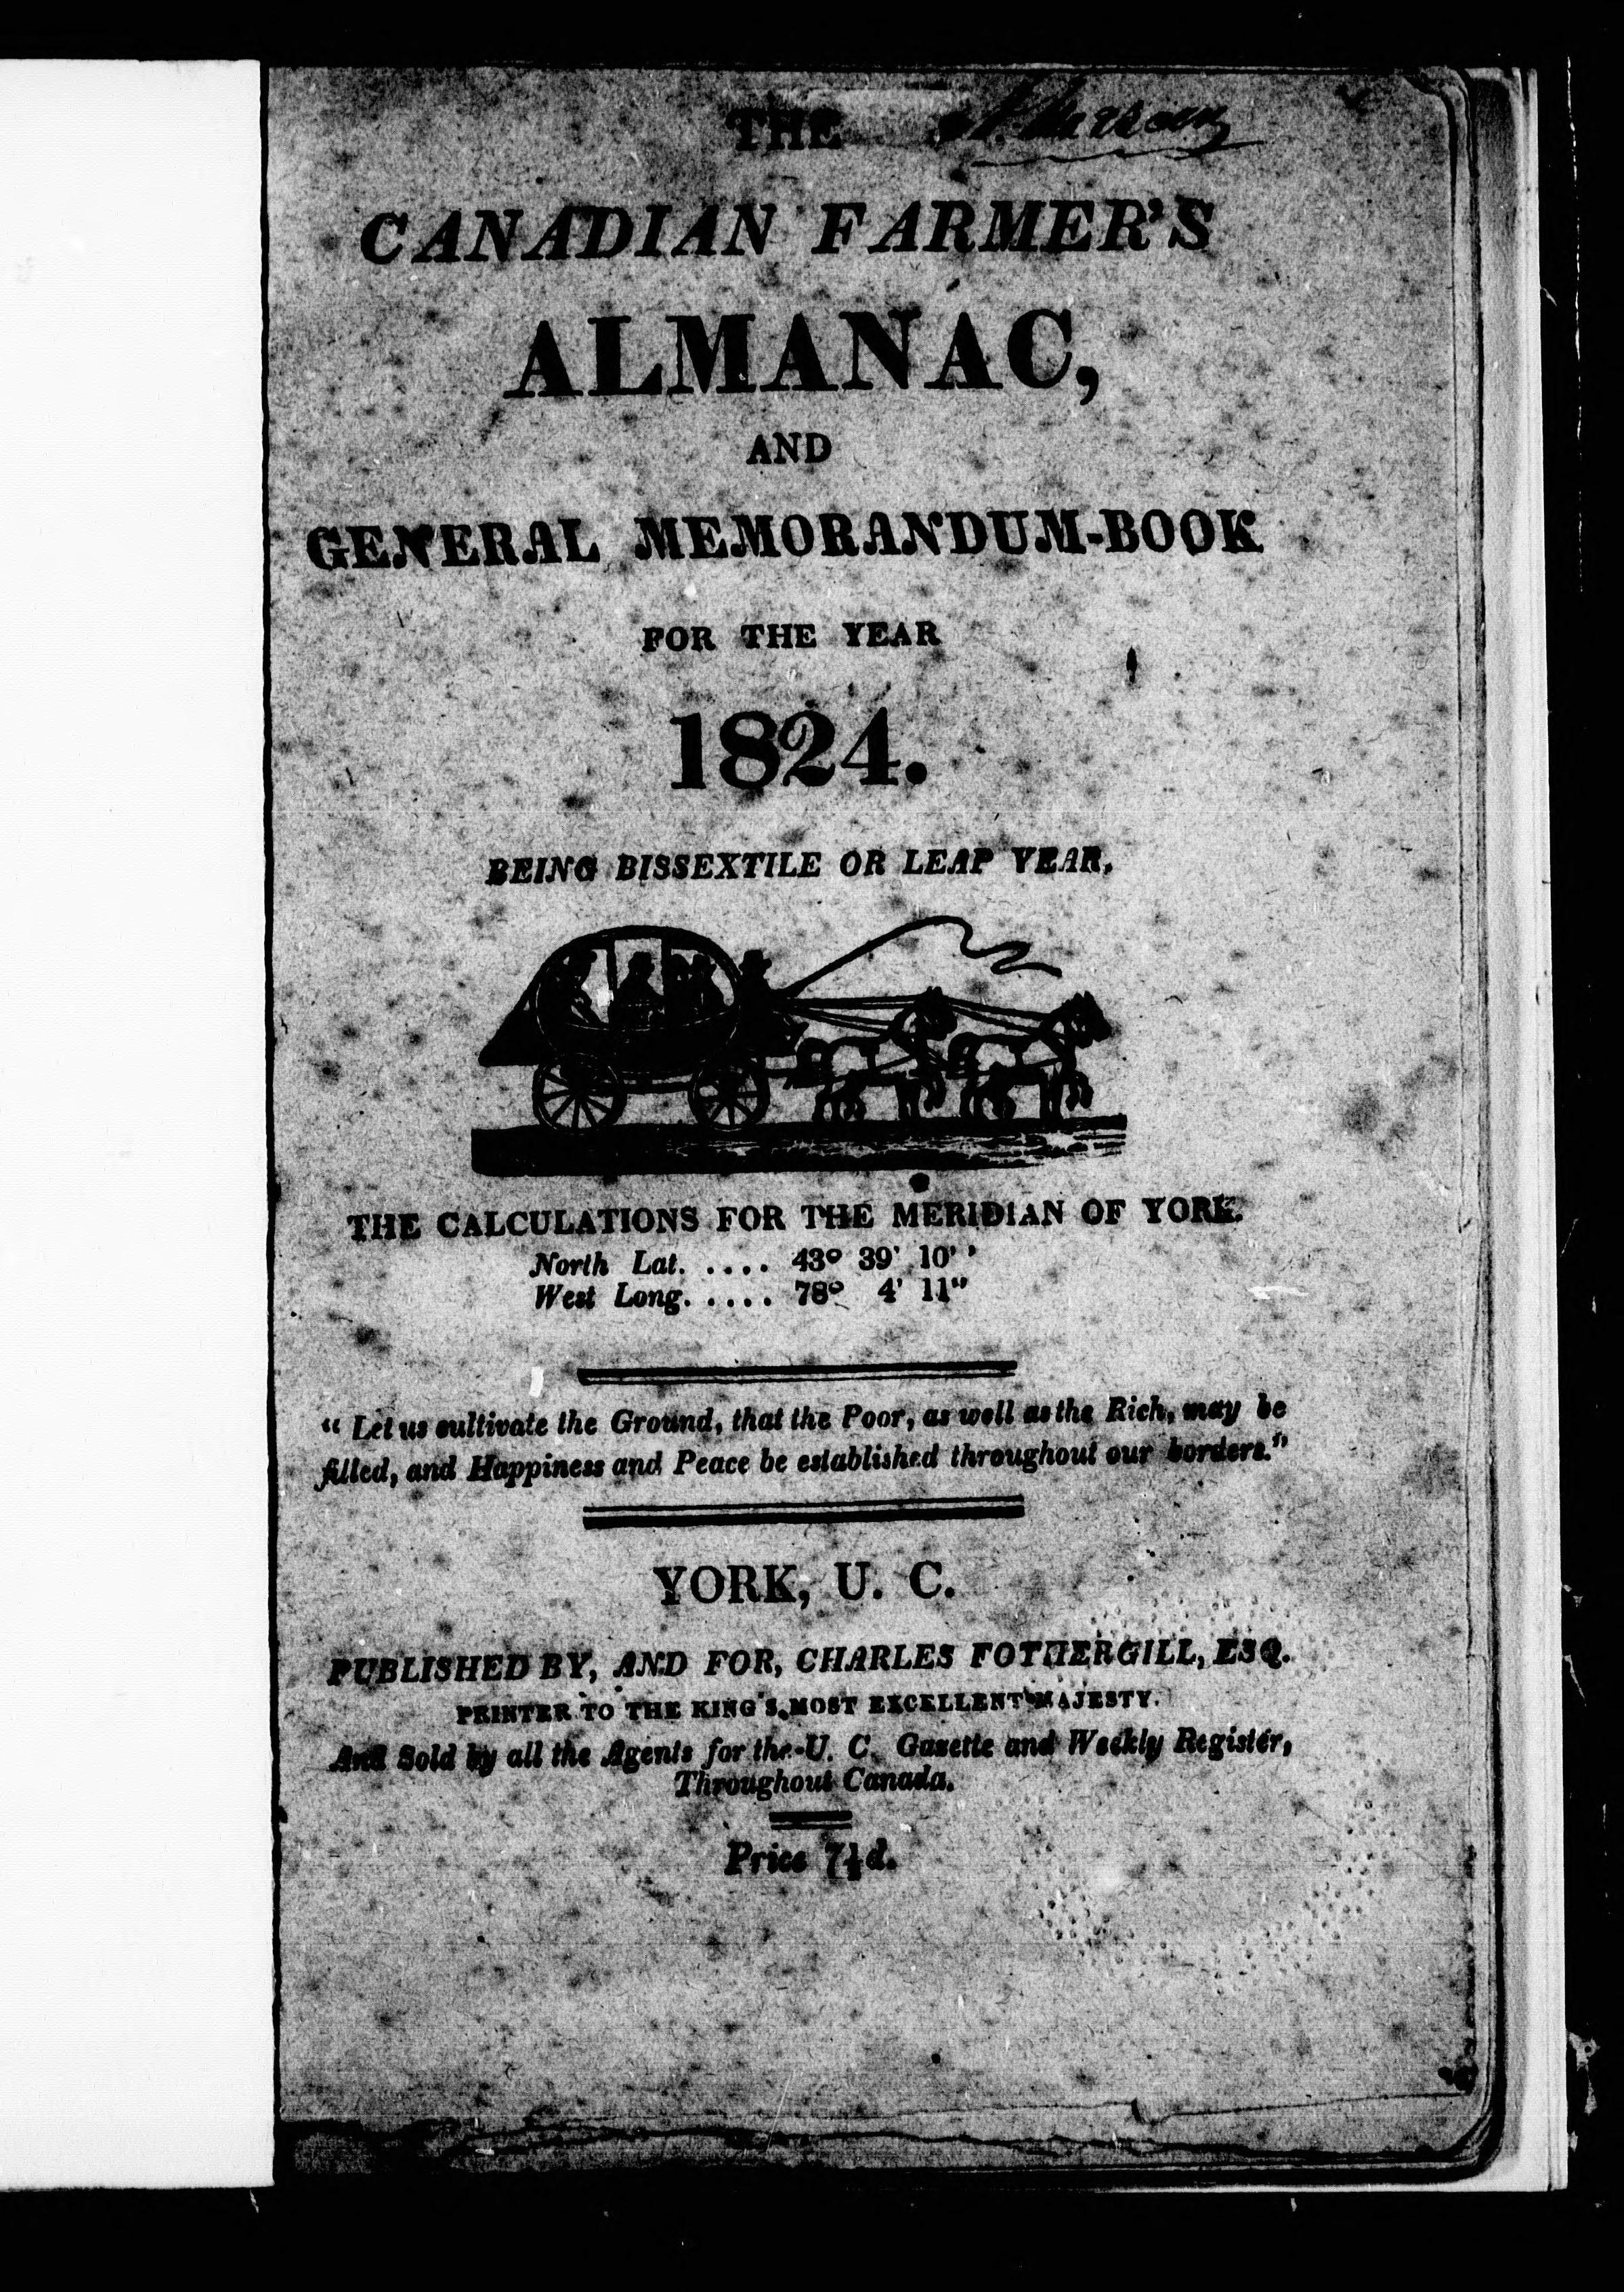 THE
CANADIAN FARMER'S
ALMANAC,
AND
GENERAL MEMORANDUM-BOOK
FOR THE YEAR
1824.
BEING BISSEXTILE OR LEAP YEAR,
THE CALCULATIONS FOR THE MERIDIAN OF YORK.
North Lat. .... 43° 39' 10''
West Long. .... 78° 4' 11"
"Let us cultivate the Ground, that the Poor, as well as the Rich, may be
filled, and Happiness and Peace be established throughout our borders."
YORK, U. C.
PUBLISHED BY, AND FOR, CHARLES FOTHERGILL, ESQ.
PRINTER TO THE KING'S MOST EXCELLENT MAJESTY.
And Sold by all the Agents for the U. C. Gazette and Weekly Register,
Throughout Canada.
Price 7½d.